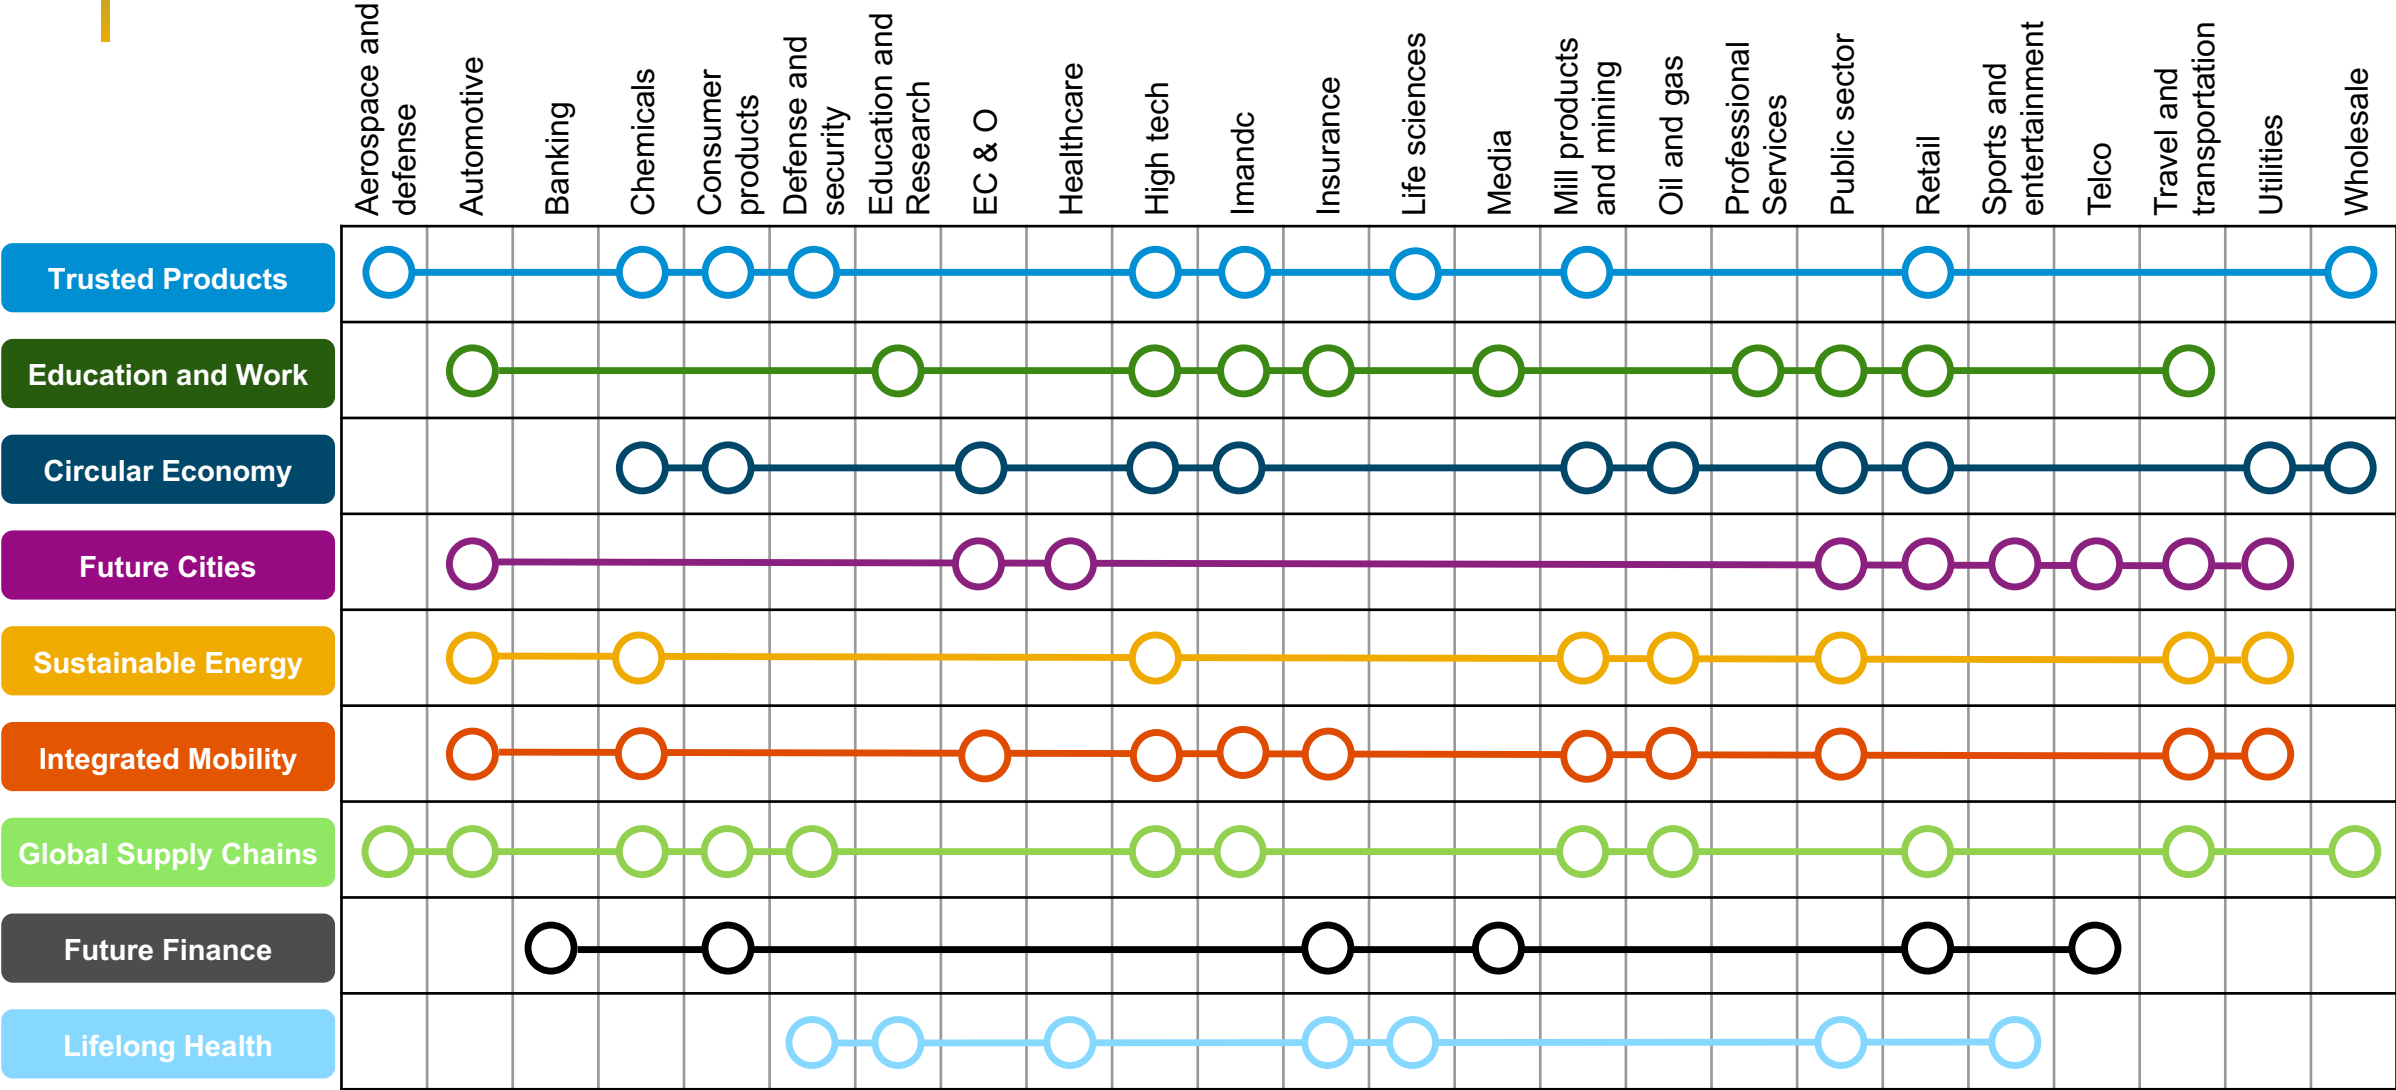 Aerospace and
defense
Automotive
Banking
Chemicals
Consumer
products
Defense and
security
Education and
Research
EC & O
Healthcare
High tech
Imandc
Insurance
Life sciences
Media
Mill products
and mining
Oil and gas
Professional
Services
Public sector
Retail
Sports and
entertainment
Telco
Travel and
transportation
Utilities
Wholesale
Trusted Products
Education and Work
Circular Economy
Future Cities
Sustainable Energy
Integrated Mobility
Global Supply Chains
Future Finance
Lifelong Health